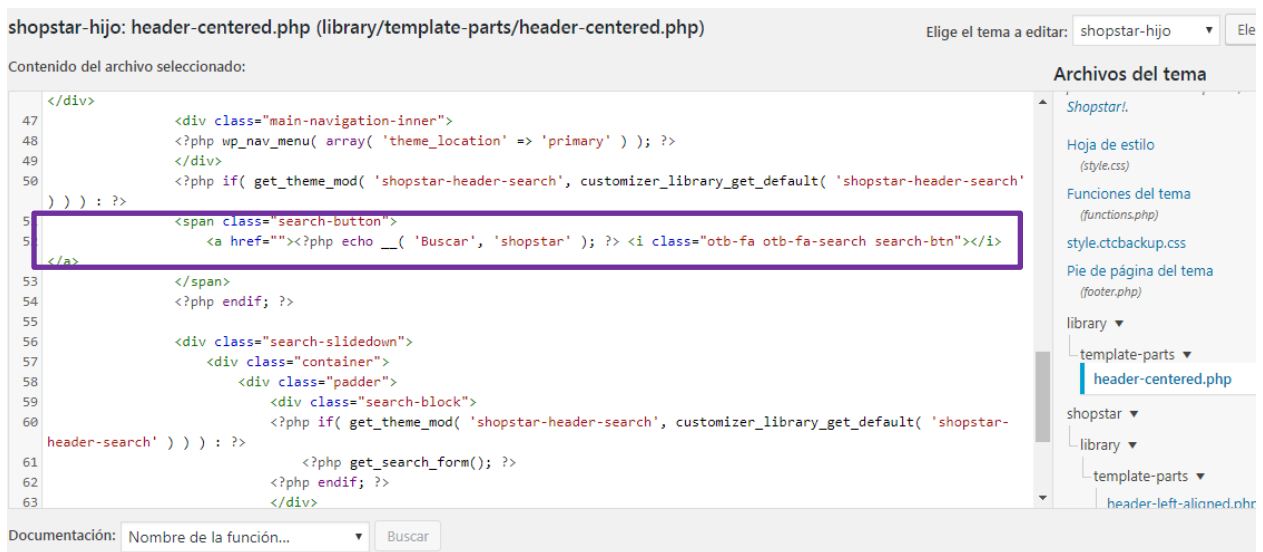 shopstar-hijo: header-centered.php (library/template-parts/header-centered.php)
Elige el tema a editar: shopstar-hijo ▼ Ele
Contenido del archivo seleccionado:
Archivos del tema
</div>
47 <div class="main-navigation-inner">
48 <?php wp_nav_menu( array( 'theme_location' => 'primary' ) ); ?>
49 </div>
50 <?php if( get_theme_mod( 'shopstar-header-search', customizer_library_get_default( 'shopstar-header-search'
) ) ) : ?>
<span class="search-button">
<a href=""><?php echo __( 'Buscar', 'shopstar' ); ?> <i class="otb-fa otb-fa-search search-btn"></i>
</a>
53 </span>
54 <?php endif; ?>
55
56 <div class="search-slidedown">
57 <div class="container">
58 <div class="padder">
59 <div class="search-block">
60 <?php if( get_theme_mod( 'shopstar-header-search', customizer_library_get_default( 'shopstar-
header-search' ) ) ) : ?>
61 <?php get_search_form(); ?>
62 <?php endif; ?>
63 </div>
Shopstar!.
Hoja de estilo
(style.css)
Funciones del tema
(functions.php)
style.ctcbackup.css
Pie de página del tema
(footer.php)
library ▼
template-parts ▼
header-centered.php
shopstar ▼
library ▼
template-parts ▼
header-left-aligned.php
Documentación: Nombre de la función... ▼ Buscar